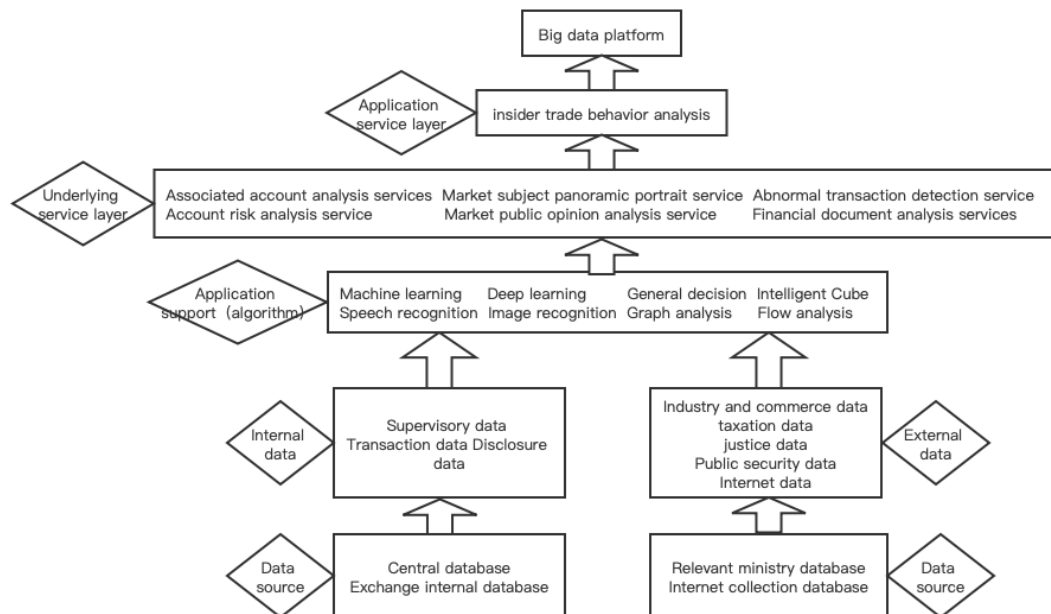 Big data platform
Application
service layer
insider trade behavior analysis
Underlying
service layer
Associated account analysis services Market subject panoramic portrait service Abnormal transaction detection service
Account risk analysis service Market public opinion analysis service Financial document analysis services
Application
support（algorithm）
Machine learning Deep learning General decision Intelligent Cube
Speech recognition Image recognition Graph analysis Flow analysis
Internal
data
Supervisory data
Transaction data Disclosure
data
Industry and commerce data
taxation data
justice data
Public security data
Internet data
External
data
Data
source
Central database
Exchange internal database
Relevant ministry database
Internet collection database
Data
source